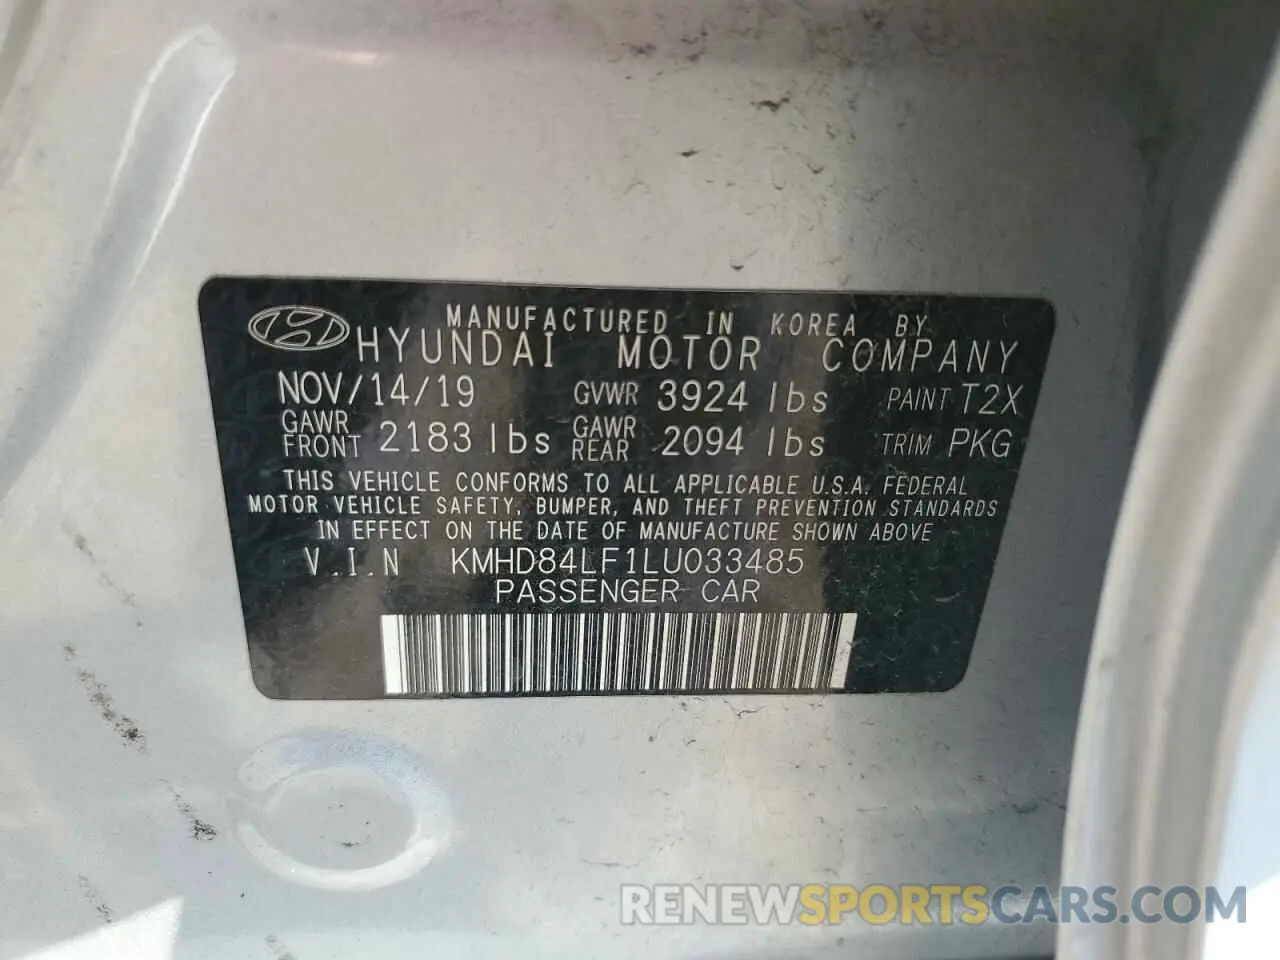 MANUFACTURED IN KOREA BY
HYUNDAI MOTOR COMPANY
NOV/14/19 GVWR 3924 lbs PAINT T2X
GAWR FRONT 2183 lbs GAWR REAR 2094 lbs TRIM PKG
THIS VEHICLE CONFORMS TO ALL APPLICABLE U.S.A. FEDERAL
MOTOR VEHICLE SAFETY, BUMPER, AND THEFT PREVENTION STANDARDS
IN EFFECT ON THE DATE OF MANUFACTURE SHOWN ABOVE
V.I.N KMHD84LF1LU033485
PASSENGER CAR
RENEWSPORTSCARS.COM